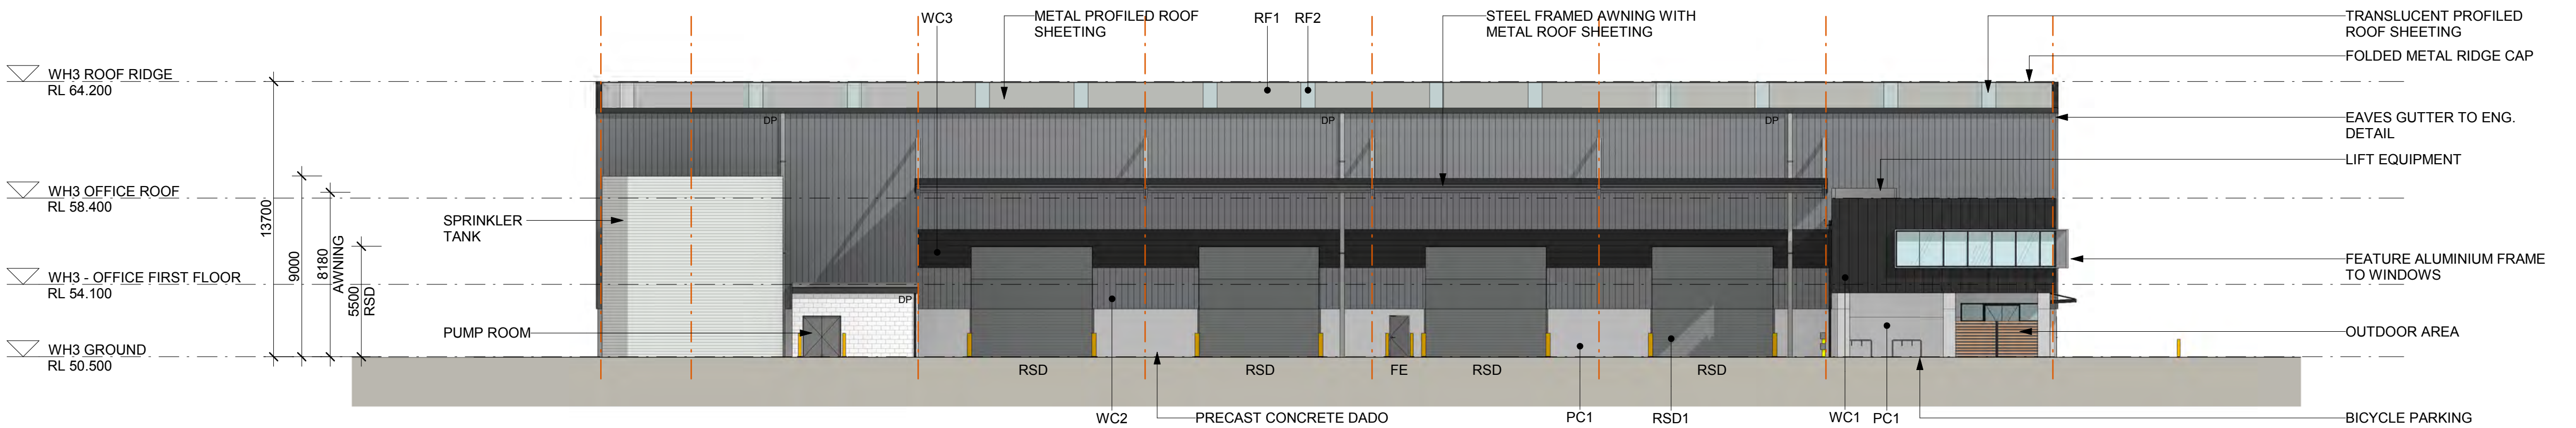 WC3
METAL PROFILED ROOF
SHEETING
RF1
RF2
STEEL FRAMED AWNING WITH
METAL ROOF SHEETING
TRANSLUCENT PROFILED
ROOF SHEETING
FOLDED METAL RIDGE CAP
WH3 ROOF RIDGE
RL 64.200
DP
DP
DP
EAVES GUTTER TO ENG.
DETAIL
LIFT EQUIPMENT
WH3 OFFICE ROOF
RL 58.400
13700
9000
8180
AWNING
5500
RSD
SPRINKLER
TANK
WH3 - OFFICE FIRST FLOOR
RL 54.100
FEATURE ALUMINIUM FRAME
TO WINDOWS
DP
PUMP ROOM
OUTDOOR AREA
WH3 GROUND
RL 50.500
RSD
RSD
FE
RSD
RSD
WC2
PRECAST CONCRETE DADO
PC1
RSD1
WC1
PC1
BICYCLE PARKING